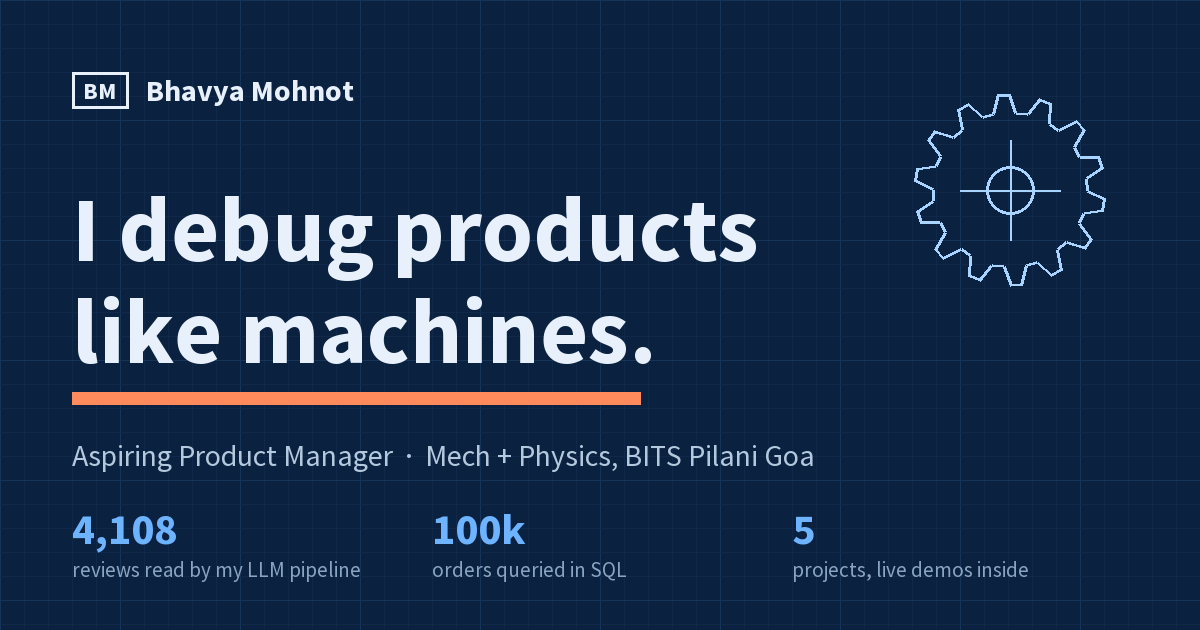 BM Bhavya Mohnot
I debug products
like machines.
Aspiring Product Manager · Mech + Physics, BITS Pilani Goa
4,108 100k 5
reviews read by my LLM pipeline orders queried in SQL projects, live demos inside